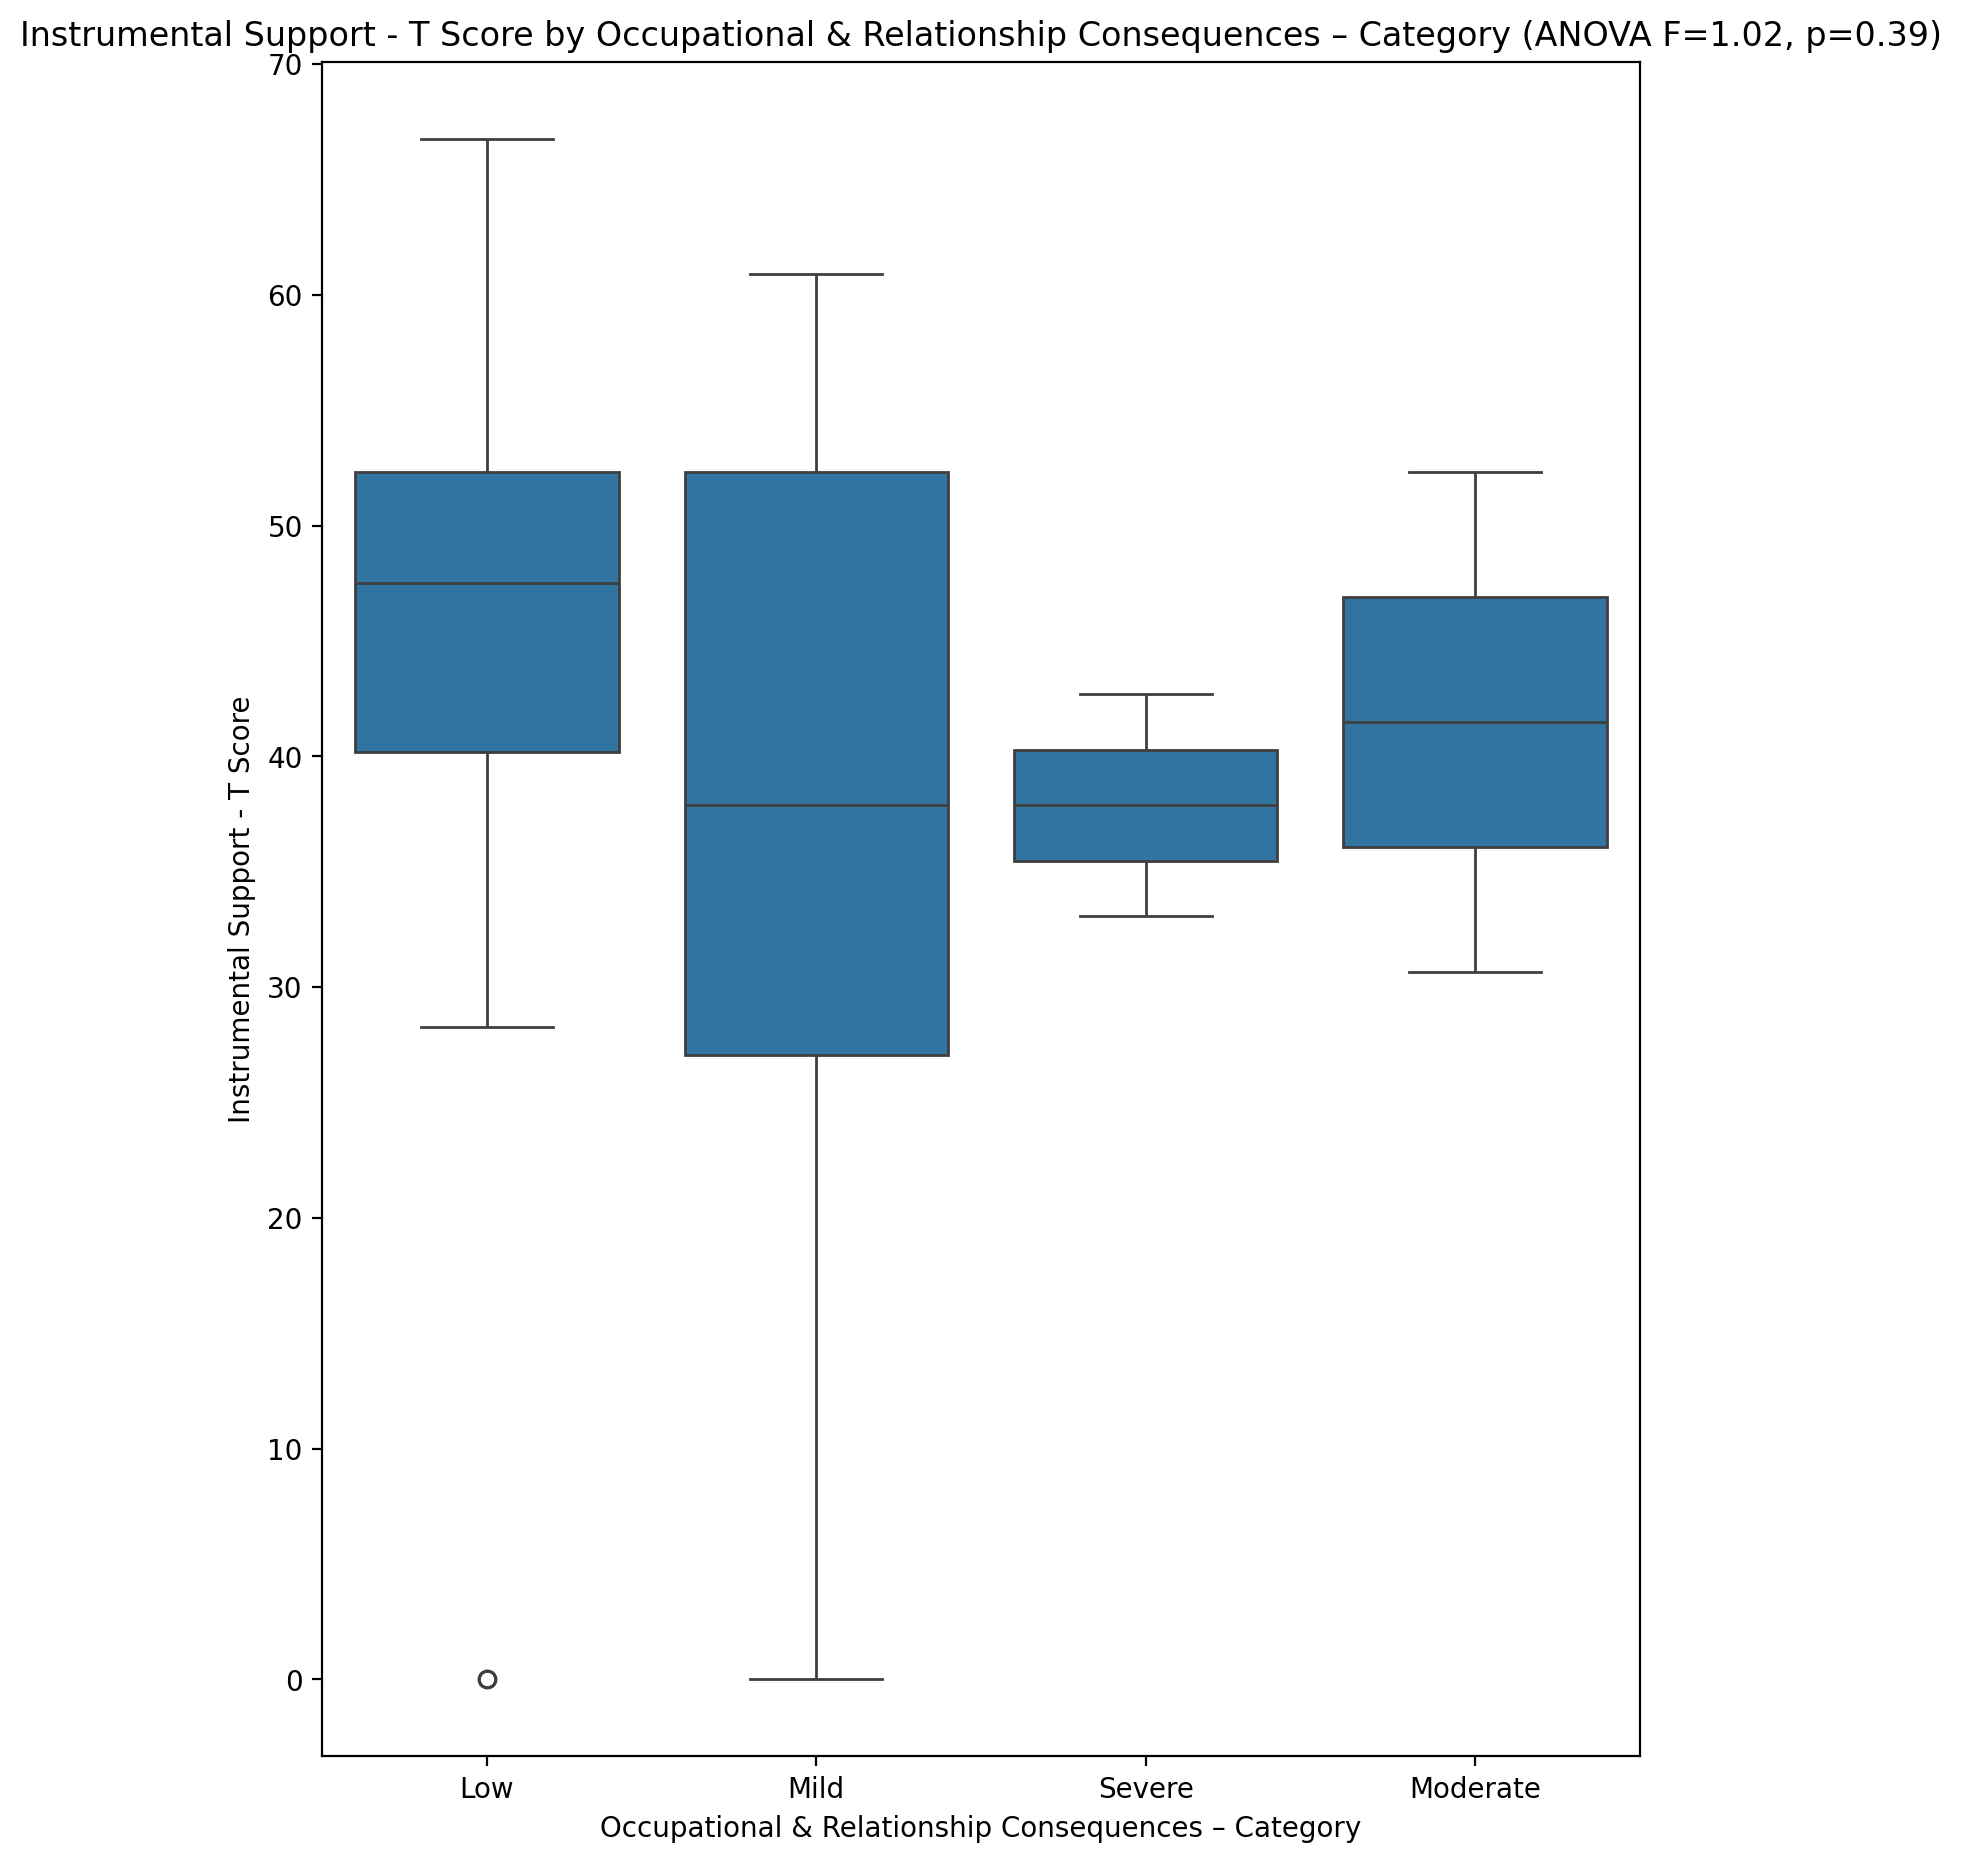 Instrumental Support - T Score by Occupational & Relationship Consequences – Category (ANOVA F=1.02, p=0.39)
70
60
50
40
30
20
10
0
Instrumental Support - T Score
Low Mild Severe Moderate
Occupational & Relationship Consequences – Category